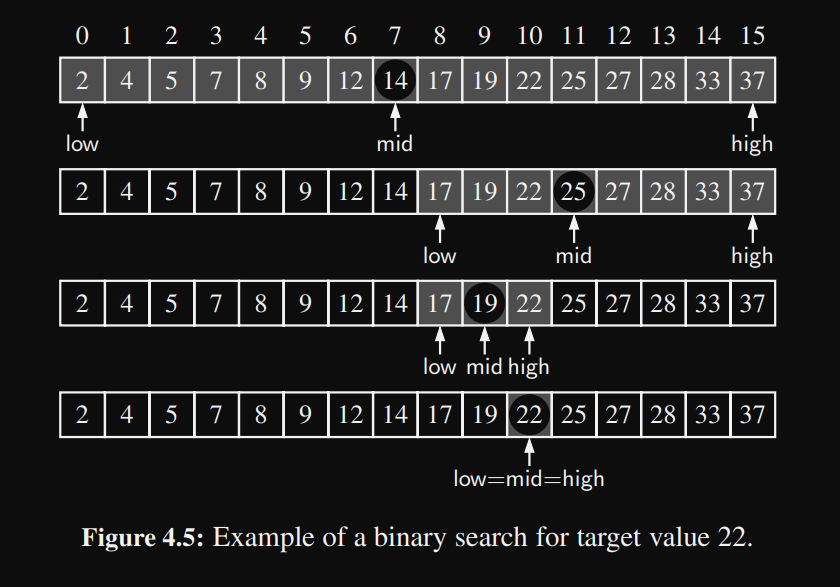 0 1 2 3 4 5 6 7 8 9 10 11 12 13 14 15
2 4 5 7 8 9 12 14 17 19 22 25 27 28 33 37
low mid high
2 4 5 7 8 9 12 14 17 19 22 25 27 28 33 37
low mid high
2 4 5 7 8 9 12 14 17 19 22 25 27 28 33 37
low mid high
2 4 5 7 8 9 12 14 17 19 22 25 27 28 33 37
low=mid=high
Figure 4.5: Example of a binary search for target value 22.